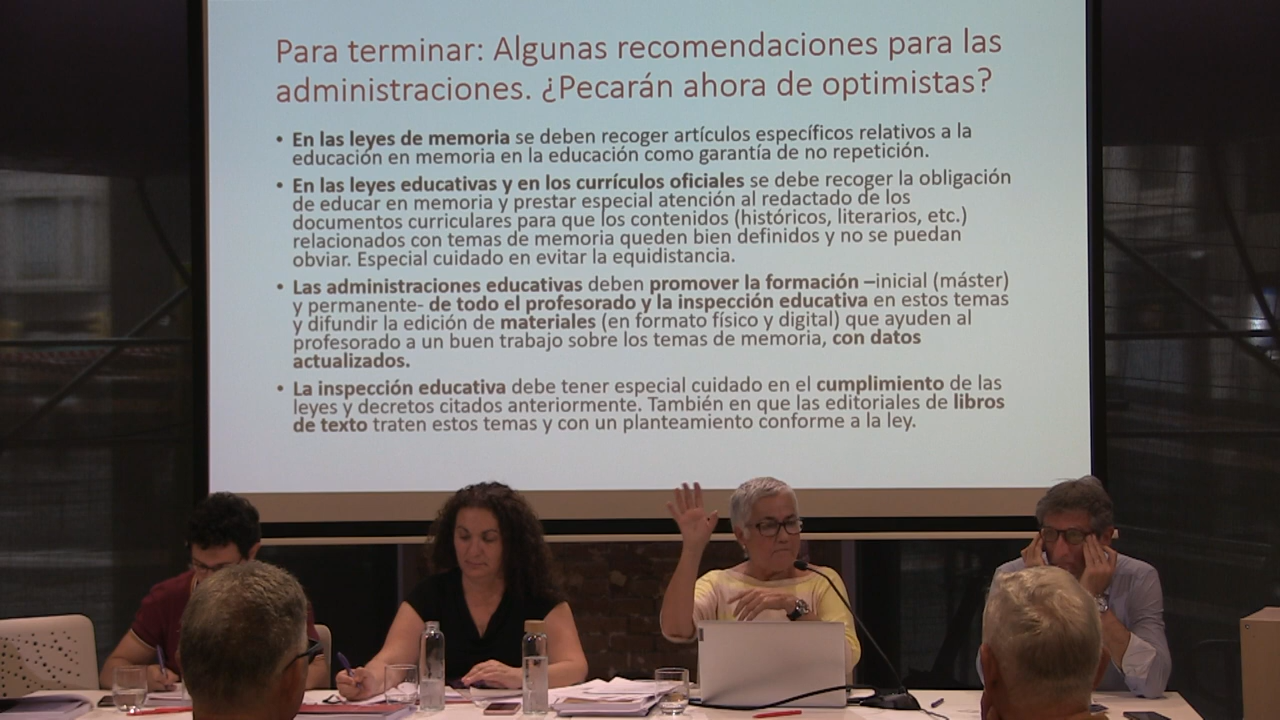 Para terminar: Algunas recomendaciones para las
administraciones. ¿Pecarán ahora de optimistas?
• En las leyes de memoria se deben recoger artículos específicos relativos a la
educación en memoria en la educación como garantía de no repetición.
• En las leyes educativas y en los currículos oficiales se debe recoger la obligación
de educar en memoria y prestar especial atención al redactado de los
documentos curriculares para que los contenidos (históricos, literarios, etc.)
relacionados con temas de memoria queden bien definidos y no se puedan
obviar. Especial cuidado en evitar la equidistancia.
• Las administraciones educativas deben promover la formación –inicial (máster)
y permanente- de todo el profesorado y la inspección educativa en estos temas
y difundir la edición de materiales (en formato físico y digital) que ayuden al
profesorado a un buen trabajo sobre los temas de memoria, con datos
actualizados.
• La inspección educativa debe tener especial cuidado en el cumplimiento de las
leyes y decretos citados anteriormente. También en que las editoriales de libros
de texto traten estos temas y con un planteamiento conforme a la ley.